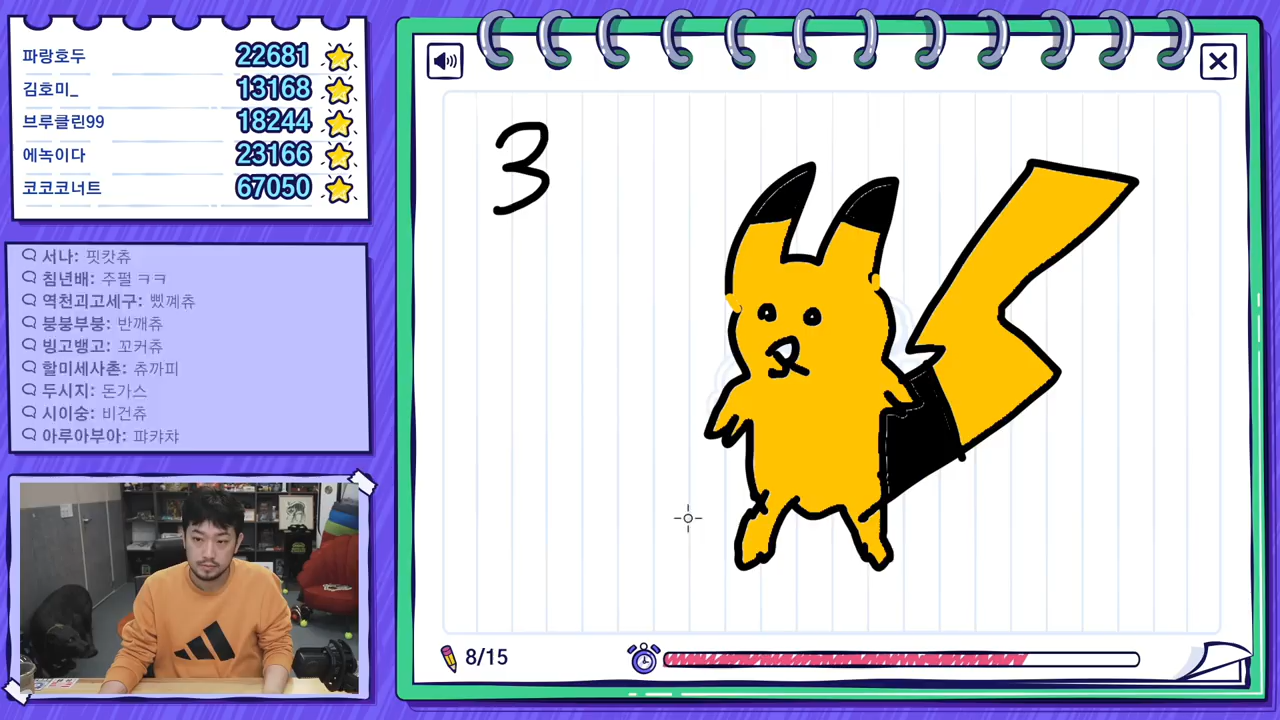 파랑호두 22681
김호미_ 13168
브루클린99 18244
에녹이다 23166
코코코너트 67050
서나: 핏캇츄
침년배: 주펄 ㅋㅋ
역천괴고세구: 삤꼐츄
붕붕부붕: 반깨츄
빙고뱅고: 꼬커츄
할미세사촌: 츄까피
두시지: 돈가스
시이숭: 비건츄
아루아부아: 퍄캬챠
3
8/15